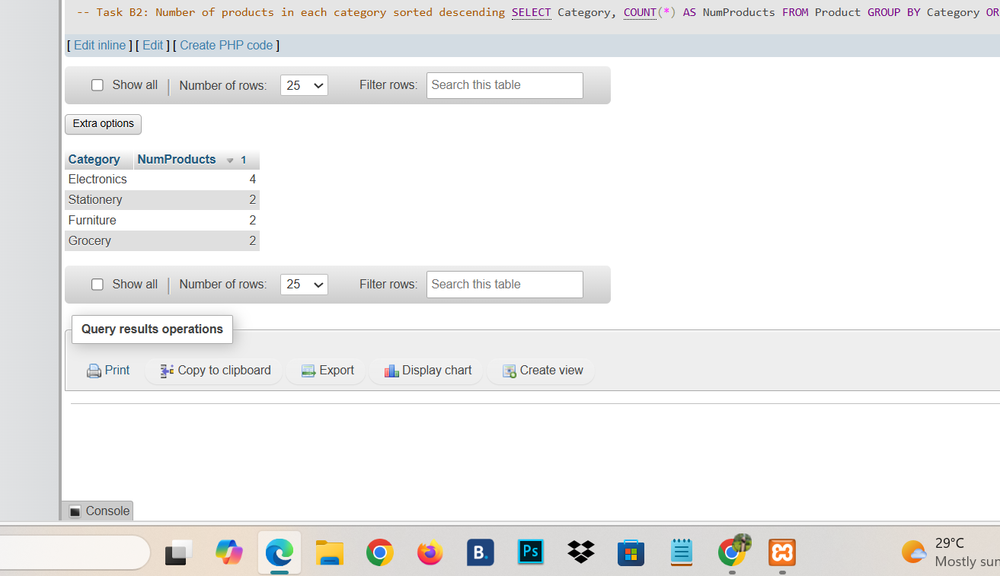 -- Task B2: Number of products in each category sorted descending SELECT Category, COUNT(*) AS NumProducts FROM Product GROUP BY Category OR
[ Edit inline ] [ Edit ] [ Create PHP code ]
Show all | Number of rows: 25 Filter rows: Search this table
Extra options
Category NumProducts 1
Electronics 4
Stationery 2
Furniture 2
Grocery 2
Show all | Number of rows: 25 Filter rows: Search this table
Query results operations
Print Copy to clipboard Export Display chart Create view
Console
B. Ps
29°C
Mostly sun